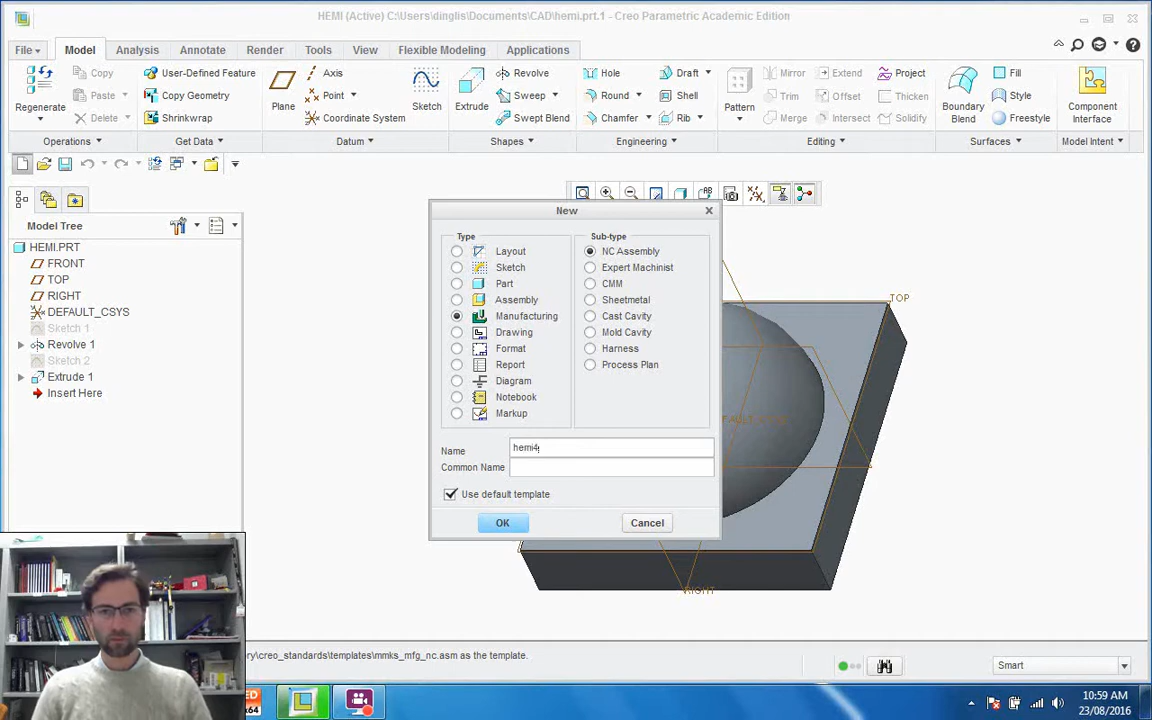 HEMI (Active) C:\Users\dinglis\Documents\CAD\hemi.prt.1 - Creo Parametric Academic Edition
File
Model
Analysis
Annotate
Render
Tools
View
Flexible Modeling
Applications
Regenerate
Copy
Paste
Delete
User-Defined Feature
Copy Geometry
Shrinkwrap
Plane
Axis
Point
Coordinate System
Sketch
Extrude
Revolve
Sweep
Swept Blend
Hole
Round
Chamfer
Draft
Shell
Rib
Pattern
Mirror
Trim
Merge
Extend
Offset
Intersect
Project
Thicken
Solidify
Boundary Blend
Fill
Style
Freestyle
Component Interface
Operations
Get Data
Datum
Shapes
Engineering
Editing
Surfaces
Model Intent
Model Tree
HEMI.PRT
FRONT
TOP
RIGHT
DEFAULT_CSYS
Sketch 1
Revolve 1
Sketch 2
Extrude 1
Insert Here
New
Type
Layout
Sketch
Part
Assembly
Manufacturing
Drawing
Format
Report
Diagram
Notebook
Markup
Sub-type
NC Assembly
Expert Machinist
CMM
Sheetmetal
Cast Cavity
Mold Cavity
Harness
Process Plan
Name
hemi4
Common Name
Use default template
OK
Cancel
TOP
RIGHT
ry\creo_standards\templates\mmks_mfg_nc.asm as the template.
Smart
x64
10:59 AM
23/08/2016